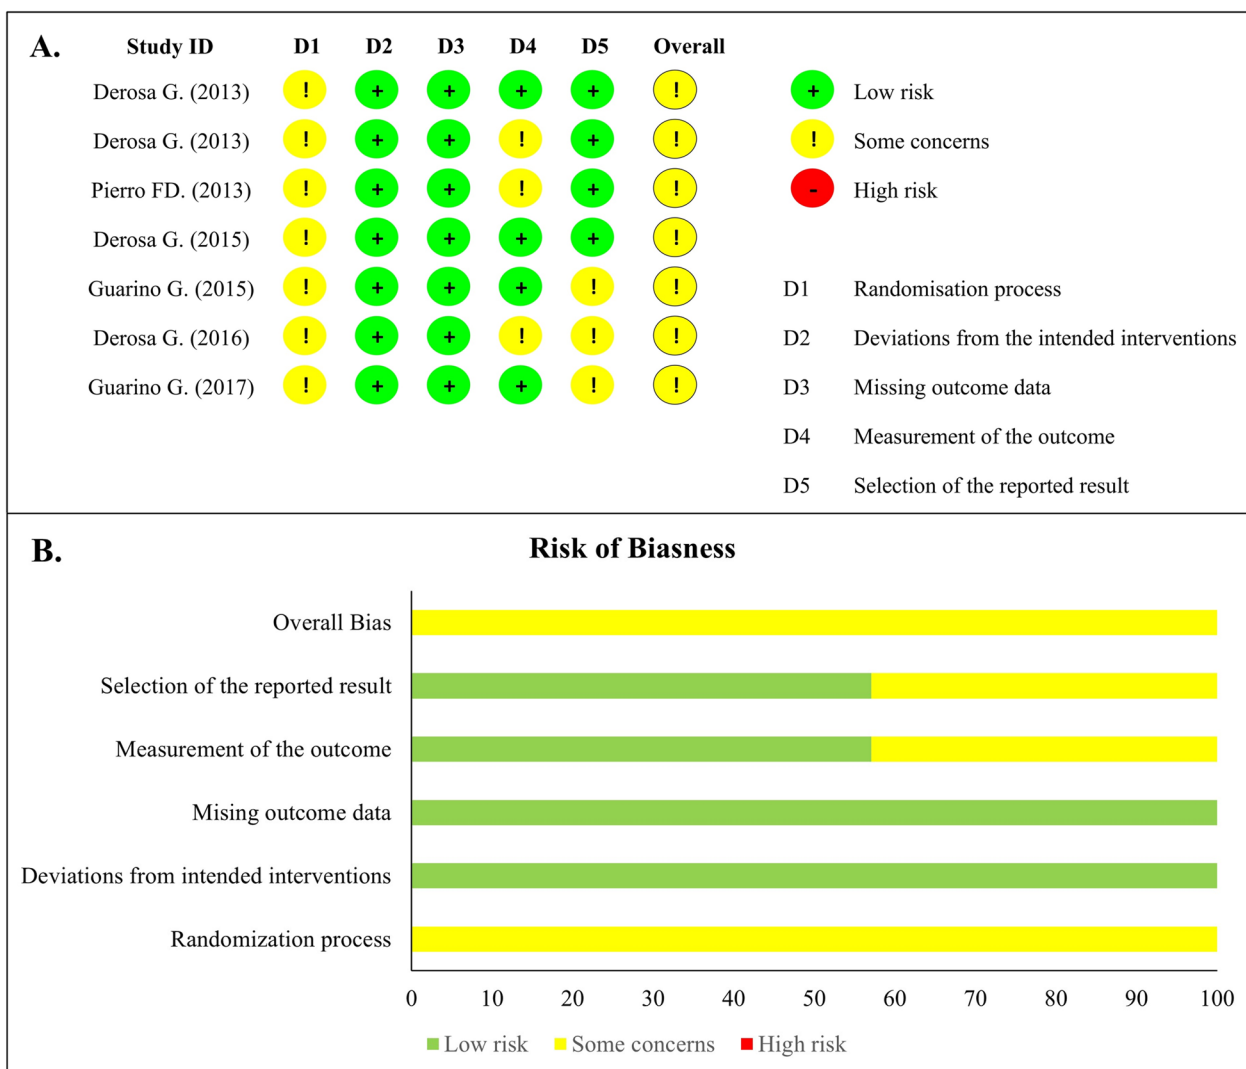 A.
Study ID D1 D2 D3 D4 D5 Overall
Derosa G. (2013) ! + + + + !
Derosa G. (2013) ! + + ! + !
Pierro FD. (2013) ! + + ! + !
Derosa G. (2015) ! + + + + !
Guarino G. (2015) ! + + + ! !
Derosa G. (2016) ! + + ! ! !
Guarino G. (2017) ! + + + ! !
+ Low risk
! Some concerns
- High risk
D1 Randomisation process
D2 Deviations from the intended interventions
D3 Missing outcome data
D4 Measurement of the outcome
D5 Selection of the reported result
B.
Risk of Biasness
Overall Bias
Selection of the reported result
Measurement of the outcome
Mising outcome data
Deviations from intended interventions
Randomization process
0 10 20 30 40 50 60 70 80 90 100
Low risk Some concerns High risk